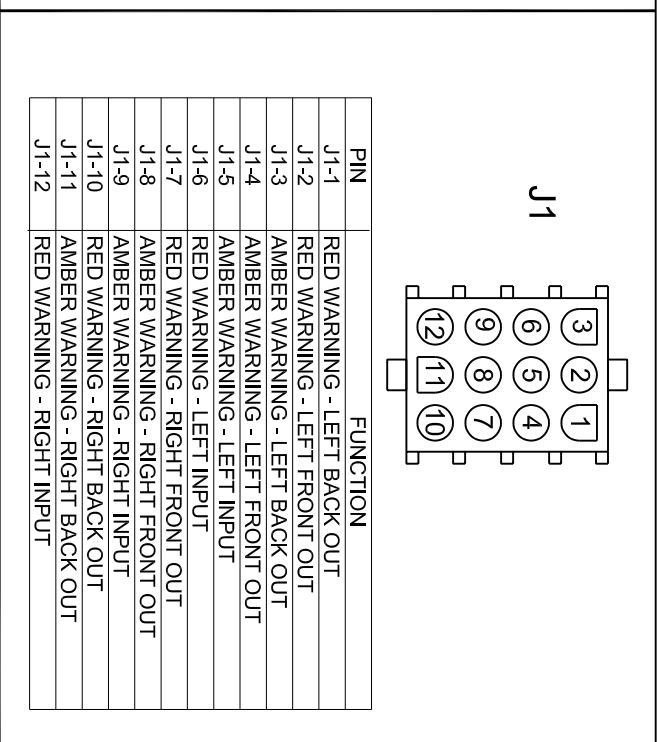 J1
3 2 1
6 5 4
9 8 7
12 11 10
PIN FUNCTION
J1-1 RED WARNING - LEFT BACK OUT
J1-2 RED WARNING - LEFT FRONT OUT
J1-3 AMBER WARNING - LEFT BACK OUT
J1-4 AMBER WARNING - LEFT FRONT OUT
J1-5 AMBER WARNING - LEFT INPUT
J1-6 RED WARNING - LEFT INPUT
J1-7 RED WARNING - RIGHT FRONT OUT
J1-8 AMBER WARNING - RIGHT FRONT OUT
J1-9 AMBER WARNING - RIGHT INPUT
J1-10 RED WARNING - RIGHT BACK OUT
J1-11 AMBER WARNING - RIGHT BACK OUT
J1-12 RED WARNING - RIGHT INPUT